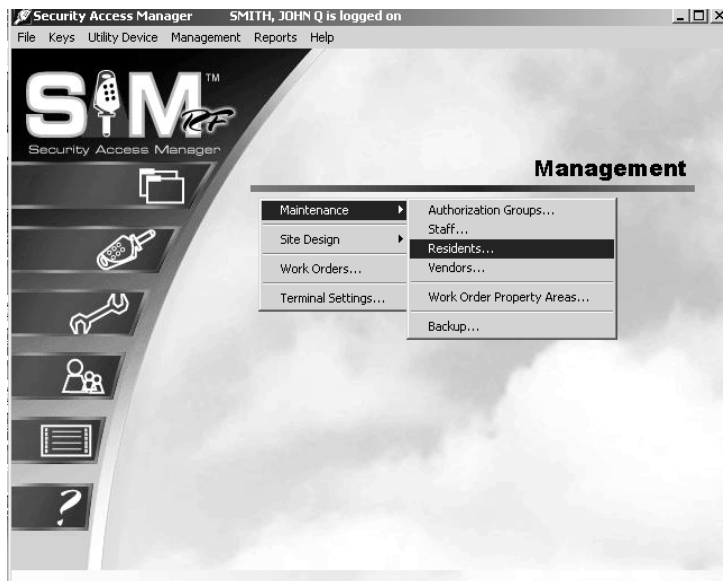 Security Access Manager SMITH, JOHN Q is logged on
File Keys Utility Device Management Reports Help
SAM TM
RF
Security Access Manager
Management
Maintenance
Site Design
Work Orders...
Terminal Settings...
Authorization Groups...
Staff...
Residents...
Vendors...
Work Order Property Areas...
Backup...
?